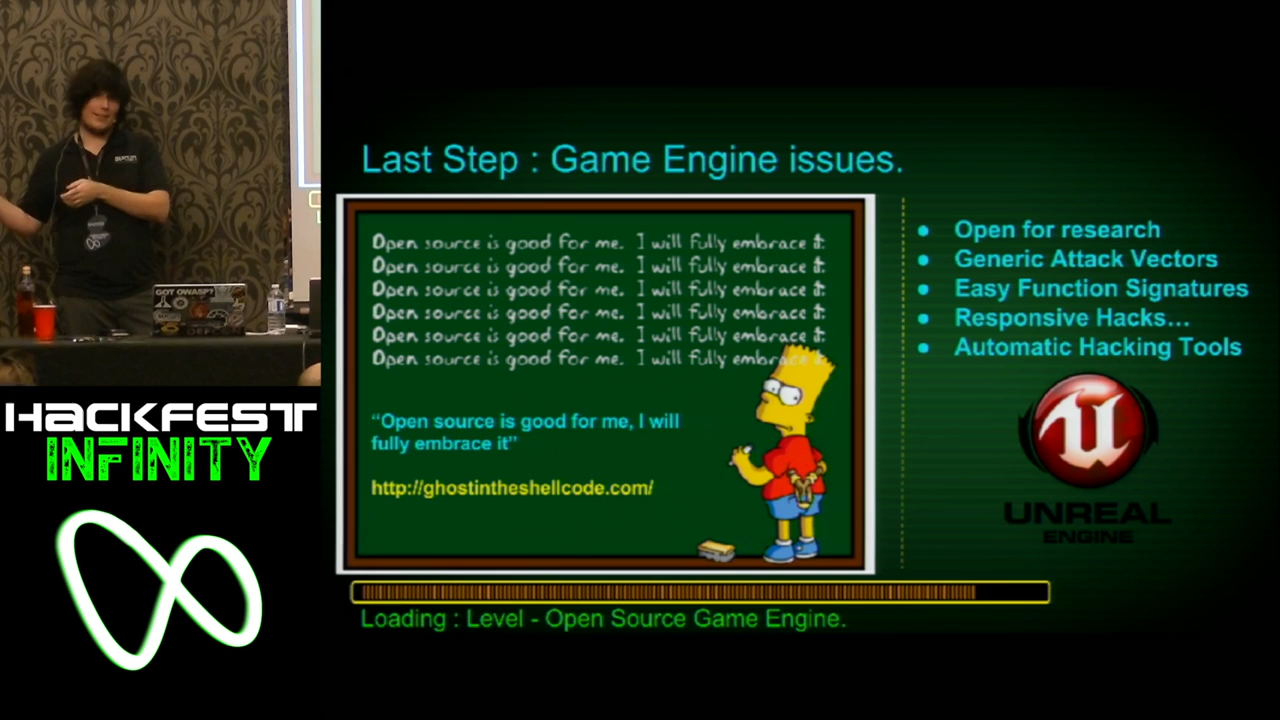 GOT OWASP?
HACKFEST
INFINITY
Last Step : Game Engine issues.
Open source is good for me. I will fully embrace it.
Open source is good for me. I will fully embrace it.
Open source is good for me. I will fully embrace it.
Open source is good for me. I will fully embrace it.
Open source is good for me. I will fully embrace it.
Open source is good for me. I will fully embrace it.
“Open source is good for me, I will
fully embrace it”
http://ghostintheshellcode.com/
• Open for research
• Generic Attack Vectors
• Easy Function Signatures
• Responsive Hacks...
• Automatic Hacking Tools
UNREAL
ENGINE
Loading : Level - Open Source Game Engine.